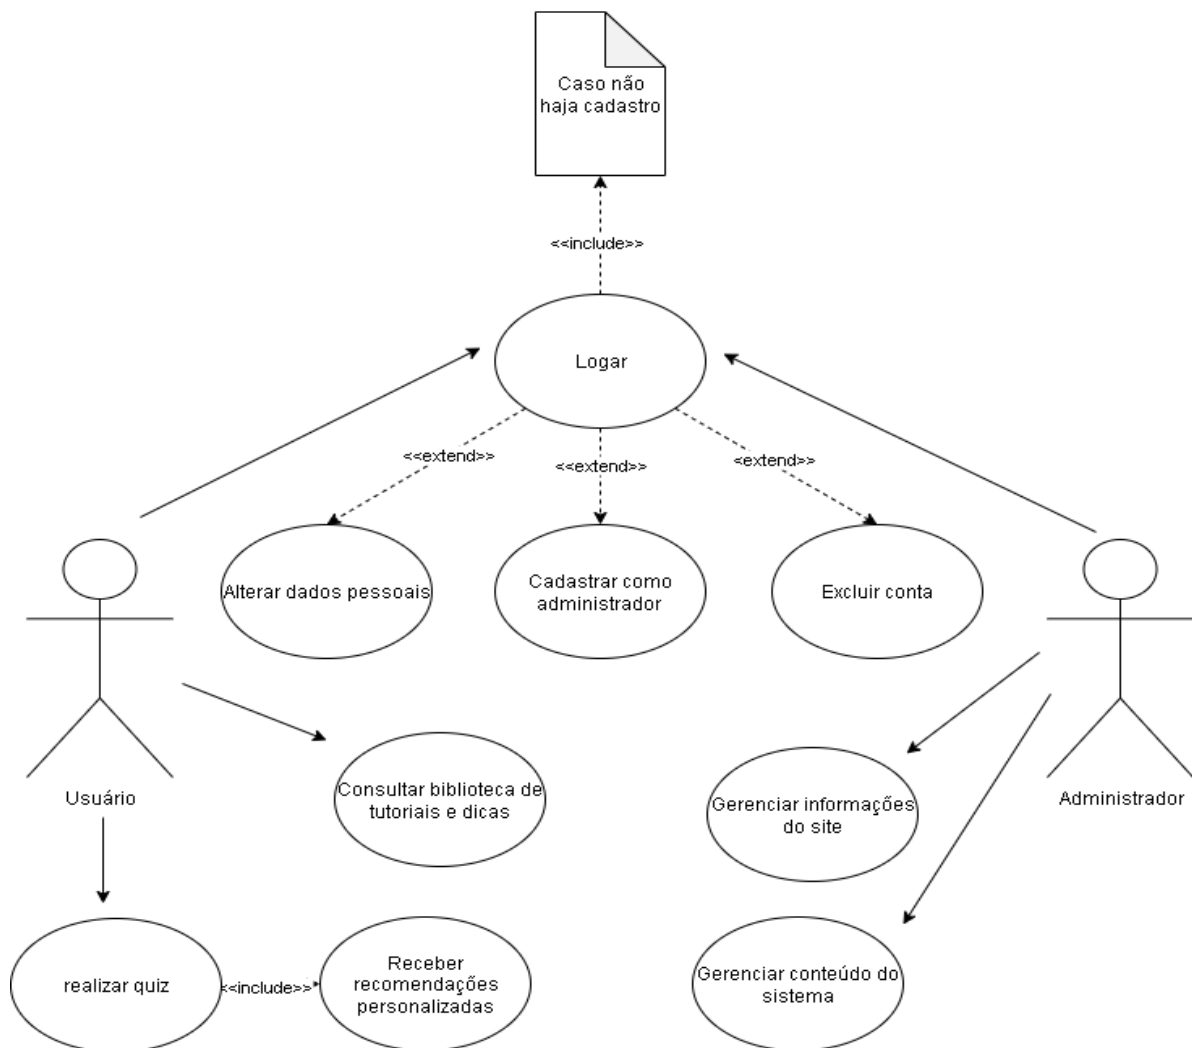 Caso não
haja cadastro
<<include>>
Logar
<<extend>>
<<extend>>
<extend>>
Alterar dados pessoais
Cadastrar como
administrador
Excluir conta
Usuário
Consultar biblioteca de
tutoriais e dicas
Gerenciar informações
do site
Administrador
realizar quiz
<<include>>
Receber
recomendações
personalizadas
Gerenciar conteúdo do
sistema